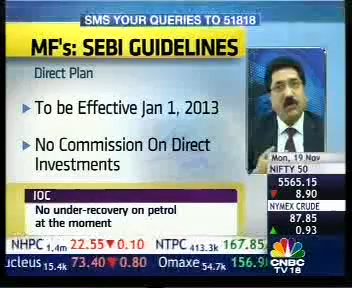 SMS YOUR QUERIES TO 51818
MF's: SEBI GUIDELINES
Direct Plan
To be Effective Jan 1, 2013
No Commission On Direct
Investments
Mon, 19 Nov
NIFTY 50
5565.15
▼ 8.90
NYMEX CRUDE
87.85
▲ 0.93
IOC
No under-recovery on petrol
at the moment
NHPC 1.4m 22.55▼0.10 NTPC 413.3k 167.85
ucleus 15.4k 73.40▼0.80 Omaxe 54.7k 156.9
CNBC
TV18